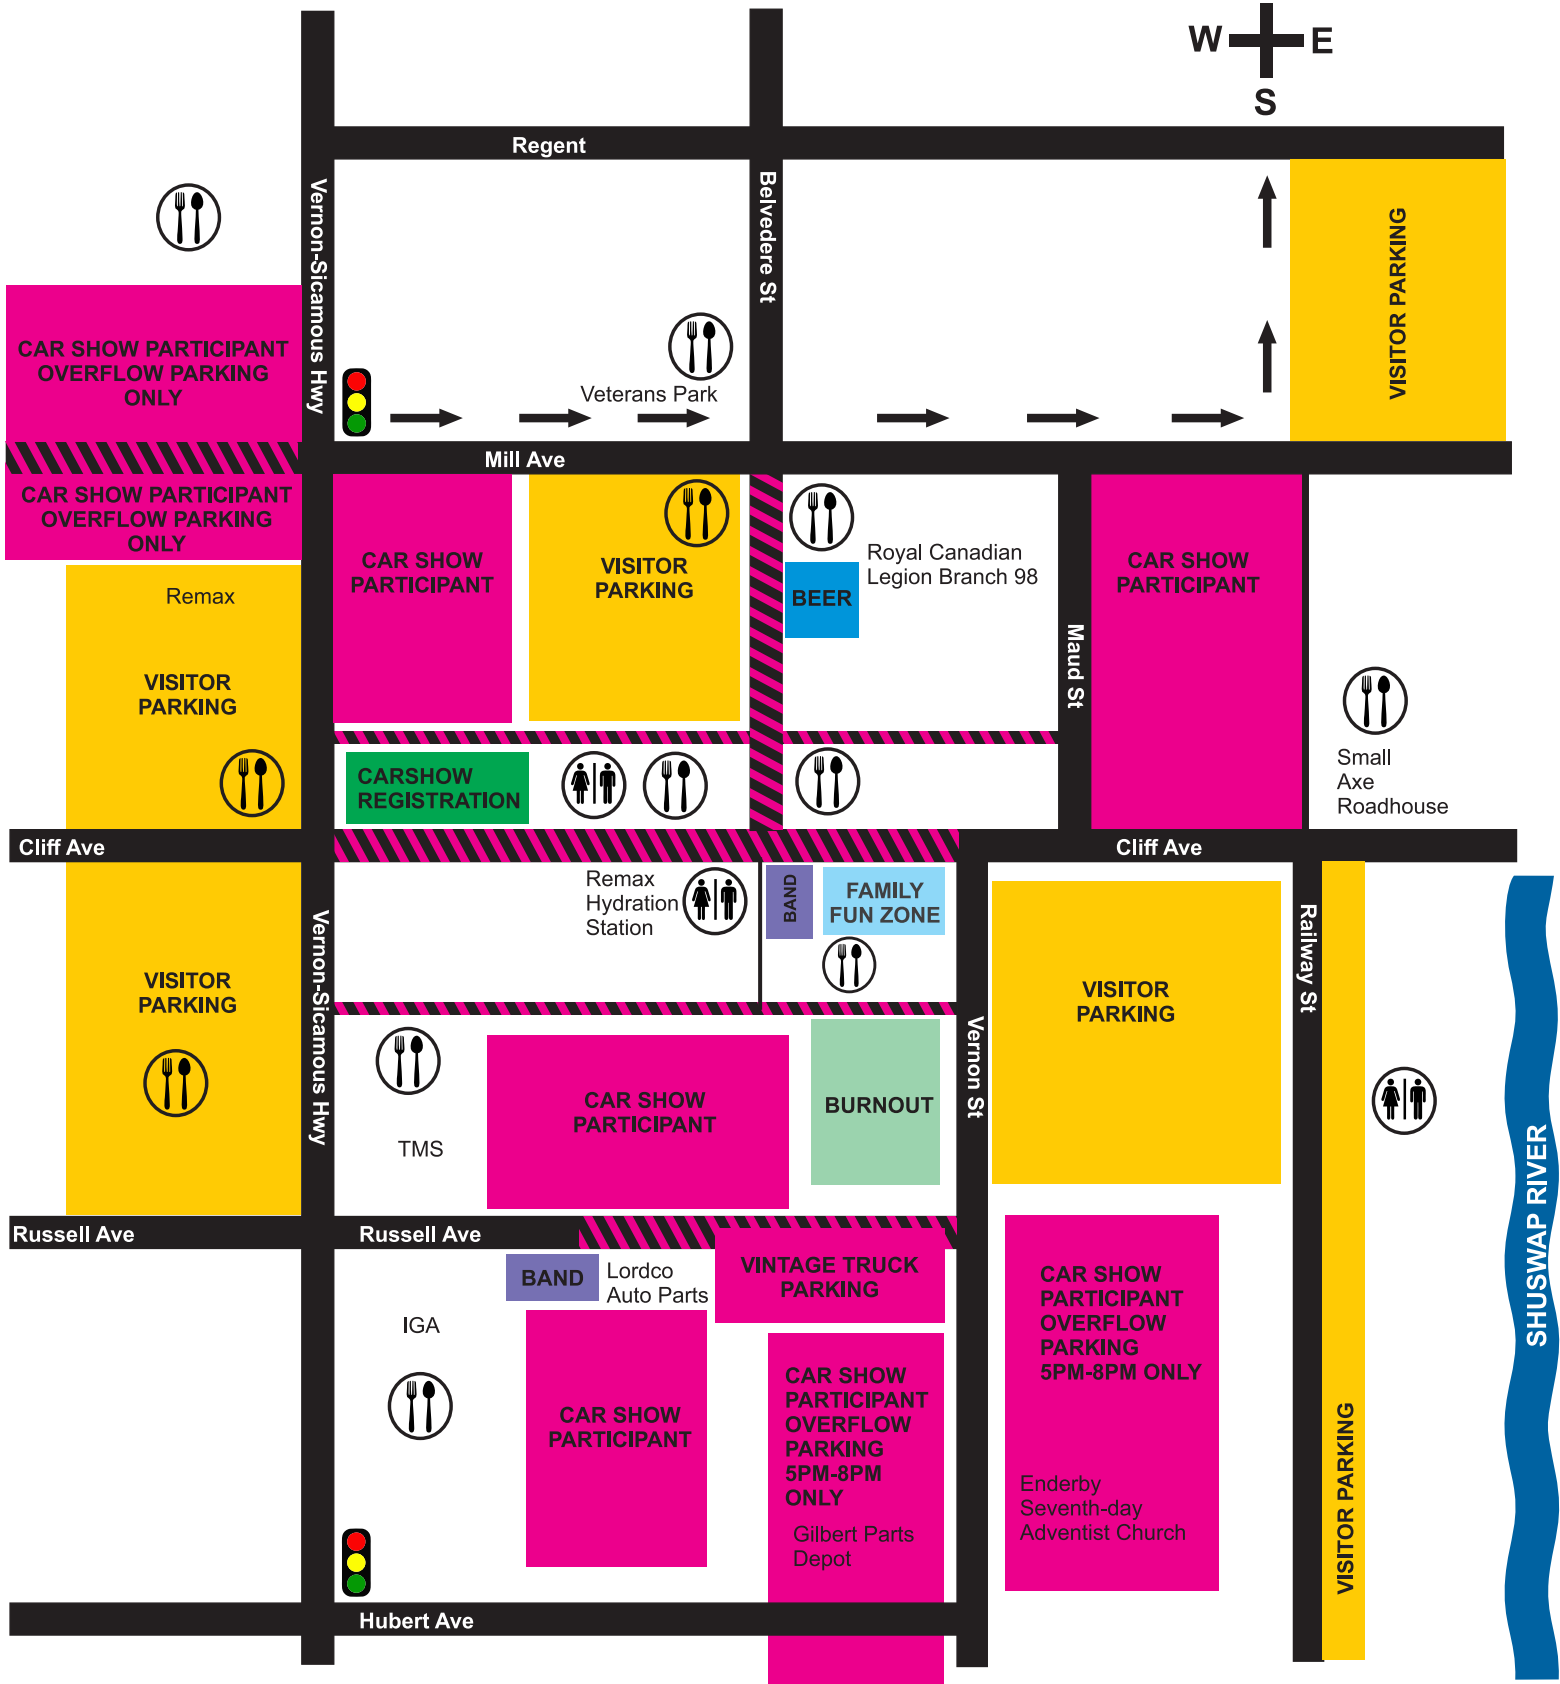 W E
S
Regent
Vernon-Sicamous Hwy
Belvedere St
VISITOR PARKING
CAR SHOW PARTICIPANT
OVERFLOW PARKING
ONLY
Veterans Park
Mill Ave
CAR SHOW PARTICIPANT
OVERFLOW PARKING
ONLY
CAR SHOW
PARTICIPANT
VISITOR
PARKING
Royal Canadian
Legion Branch 98
BEER
CAR SHOW
PARTICIPANT
Maud St
Remax
VISITOR
PARKING
Small
Axe
Roadhouse
CARSHOW
REGISTRATION
Cliff Ave
Cliff Ave
Remax
Hydration
Station
BAND
FAMILY
FUN ZONE
Vernon-Sicamous Hwy
Railway St
VISITOR
PARKING
VISITOR
PARKING
Vernon St
CAR SHOW
PARTICIPANT
BURNOUT
TMS
SHUSWAP RIVER
Russell Ave
Russell Ave
BAND
Lordco
Auto Parts
VINTAGE TRUCK
PARKING
CAR SHOW
PARTICIPANT
OVERFLOW
PARKING
5PM-8PM ONLY
IGA
CAR SHOW
PARTICIPANT
CAR SHOW
PARTICIPANT
OVERFLOW
PARKING
5PM-8PM
ONLY
Gilbert Parts
Depot
Enderby
Seventh-day
Adventist Church
VISITOR PARKING
Hubert Ave